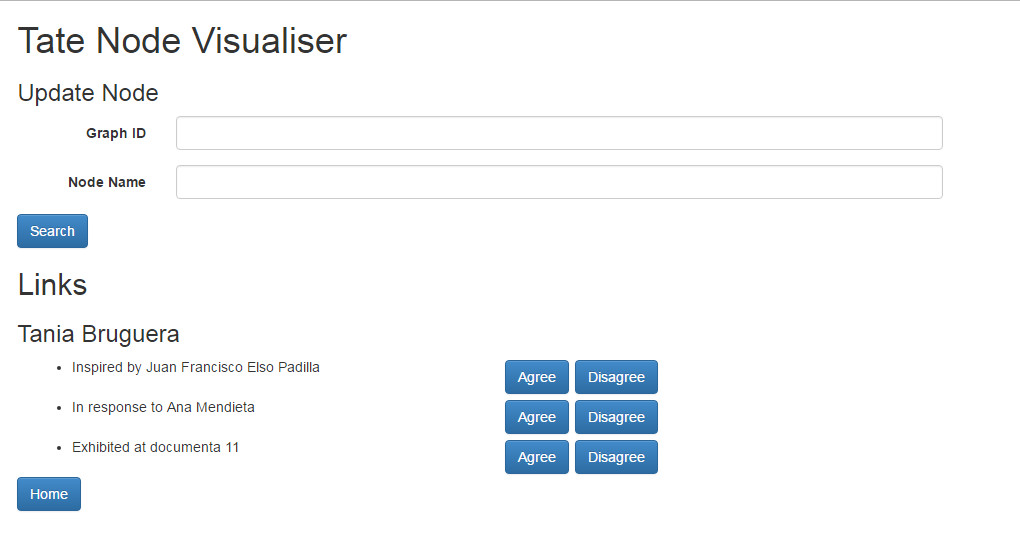 Tate Node Visualiser
Update Node
Graph ID
Node Name
Search
Links
Tania Bruguera
• Inspired by Juan Francisco Elso Padilla Agree Disagree
• In response to Ana Mendieta Agree Disagree
• Exhibited at documenta 11 Agree Disagree
Home